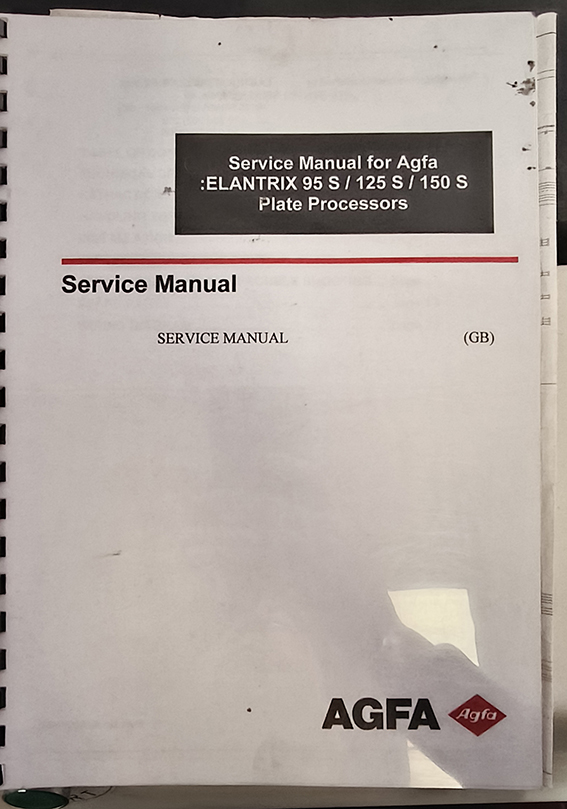 Service Manual for Agfa
:ELANTRIX 95 S / 125 S / 150 S
Plate Processors
Service Manual
SERVICE MANUAL (GB)
AGFA Agfa